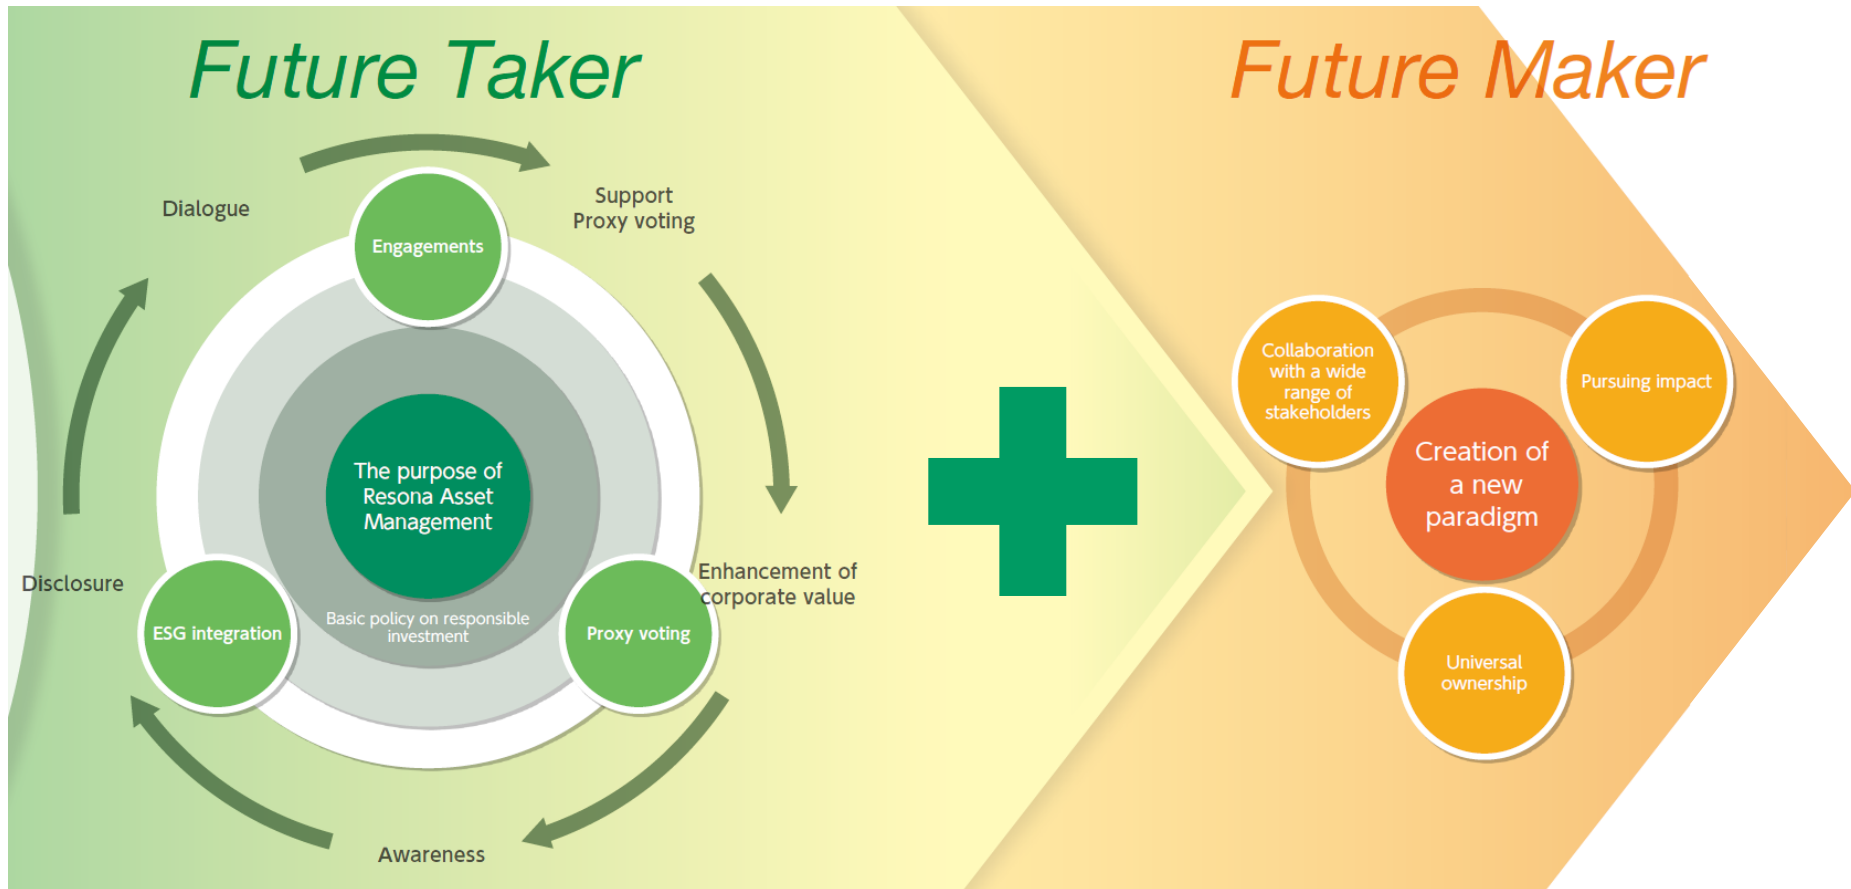 Future Taker
Dialogue
Support
Proxy voting
Engagements
The purpose of
Resona Asset
Management
Basic policy on responsible
investment
Disclosure
ESG integration
Proxy voting
Enhancement of
corporate value
Awareness
Future Maker
Collaboration
with a wide
range of
stakeholders
Pursuing impact
Creation of
a new
paradigm
Universal
ownership